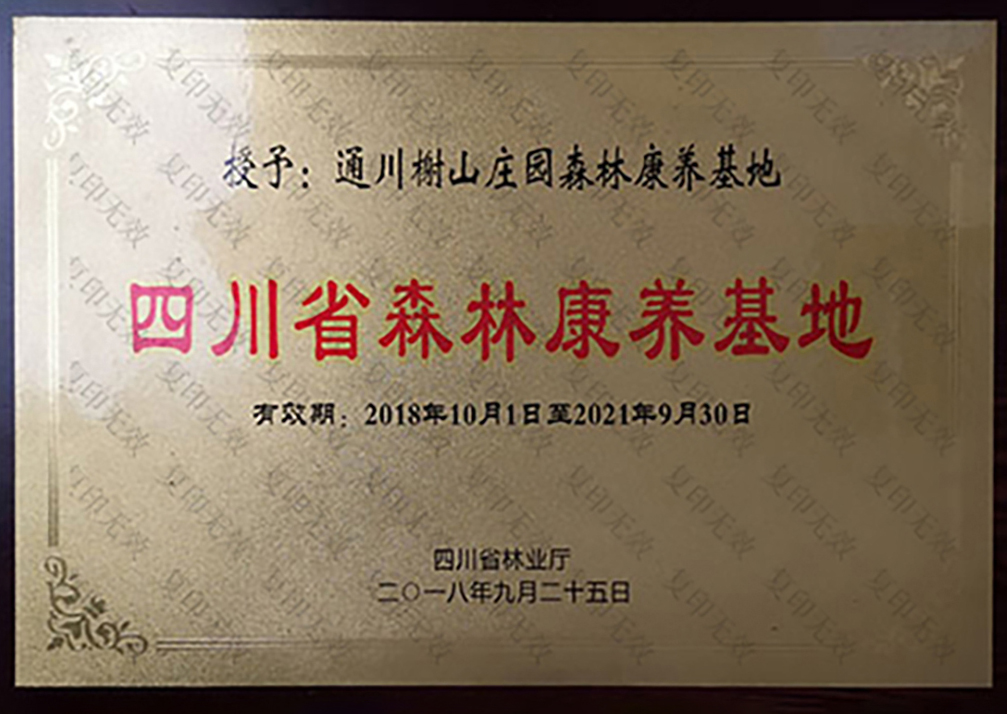 授予：通川榭山庄园森林康养基地
四川省森林康养基地
有效期：2018年10月1日至2021年9月30日
四川省林业厅
二〇一八年九月二十五日
复印无效